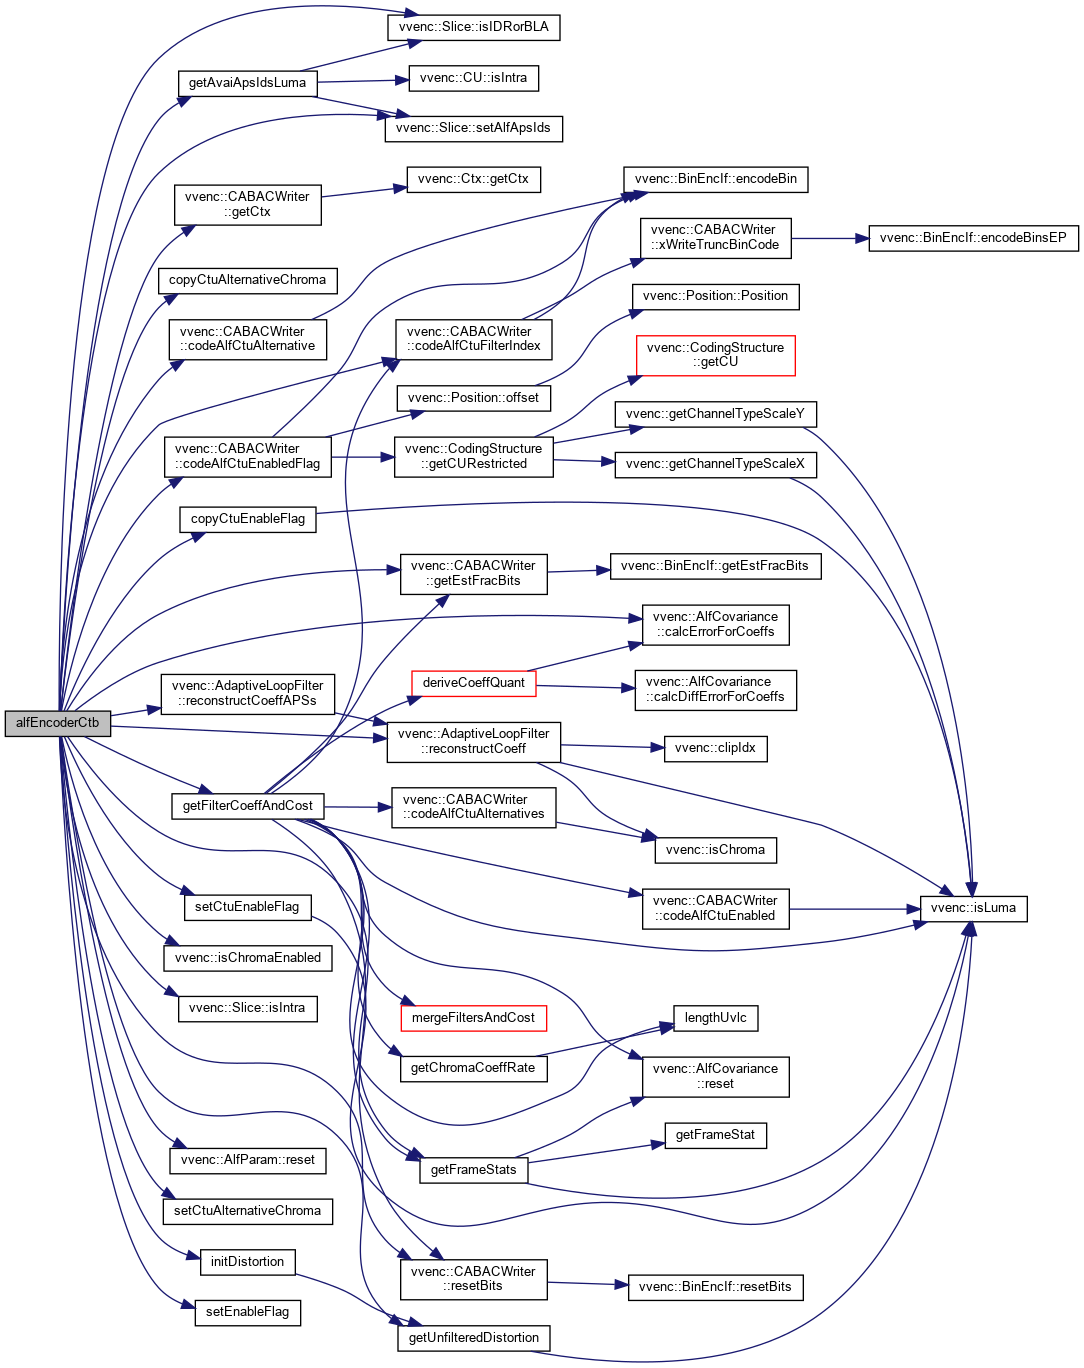 vvenc::Slice::isIDRorBLA
getAvaiApsIdsLuma
vvenc::CU::isIntra
vvenc::Slice::setAlfApsIds
vvenc::Ctx::getCtx
vvenc::BinEncIf::encodeBin
vvenc::CABACWriter
::getCtx
vvenc::CABACWriter
::xWriteTruncBinCode
vvenc::BinEncIf::encodeBinsEP
copyCtuAlternativeChroma
vvenc::Position::Position
vvenc::CABACWriter
::codeAlfCtuAlternative
vvenc::CABACWriter
::codeAlfCtuFilterIndex
vvenc::CodingStructure
::getCU
vvenc::Position::offset
vvenc::getChannelTypeScaleY
vvenc::CABACWriter
::codeAlfCtuEnabledFlag
vvenc::CodingStructure
::getCURestricted
vvenc::getChannelTypeScaleX
copyCtuEnableFlag
vvenc::CABACWriter
::getEstFracBits
vvenc::BinEncIf::getEstFracBits
vvenc::AlfCovariance
::calcErrorForCoeffs
vvenc::AdaptiveLoopFilter
::reconstructCoeffAPSs
deriveCoeffQuant
vvenc::AlfCovariance
::calcDiffErrorForCoeffs
alfEncoderCtb
vvenc::AdaptiveLoopFilter
::reconstructCoeff
vvenc::clipIdx
getFilterCoeffAndCost
vvenc::CABACWriter
::codeAlfCtuAlternatives
vvenc::isChroma
setCtuEnableFlag
vvenc::CABACWriter
::codeAlfCtuEnabled
vvenc::isLuma
vvenc::isChromaEnabled
vvenc::Slice::isIntra
mergeFiltersAndCost
lengthUvlc
getChromaCoeffRate
vvenc::AlfCovariance
::reset
getFrameStat
vvenc::AlfParam::reset
getFrameStats
setCtuAlternativeChroma
initDistortion
vvenc::CABACWriter
::resetBits
vvenc::BinEncIf::resetBits
setEnableFlag
getUnfilteredDistortion